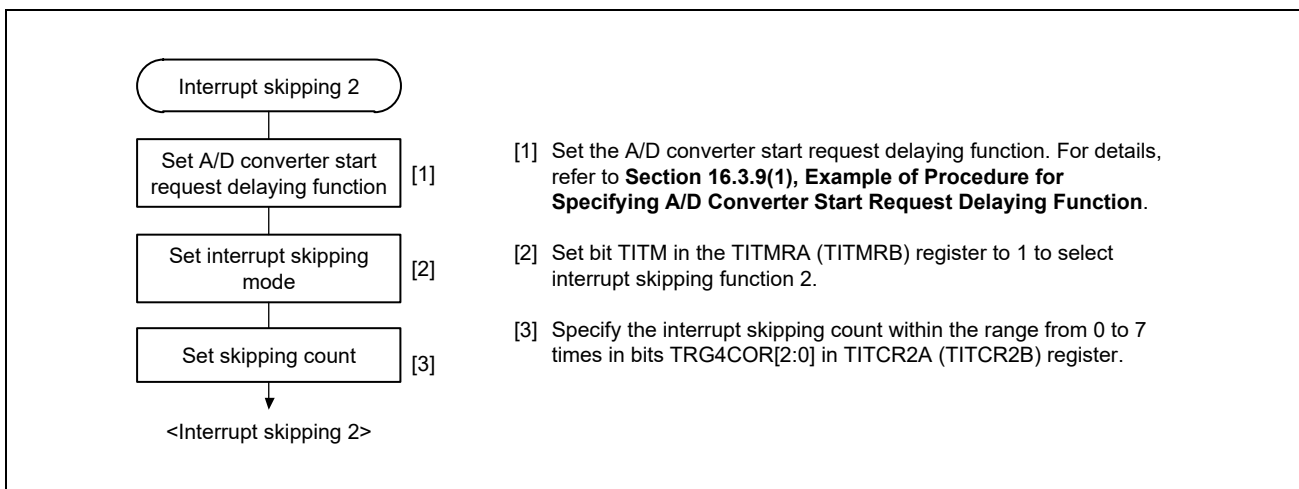 Interrupt skipping 2
Set A/D converter start
request delaying function
[1]
Set interrupt skipping
mode
[2]
Set skipping count
[3]
<Interrupt skipping 2>
[1] Set the A/D converter start request delaying function. For details,
refer to Section 16.3.9(1), Example of Procedure for
Specifying A/D Converter Start Request Delaying Function.
[2] Set bit TITM in the TITMRA (TITMRB) register to 1 to select
interrupt skipping function 2.
[3] Specify the interrupt skipping count within the range from 0 to 7
times in bits TRG4COR[2:0] in TITCR2A (TITCR2B) register.